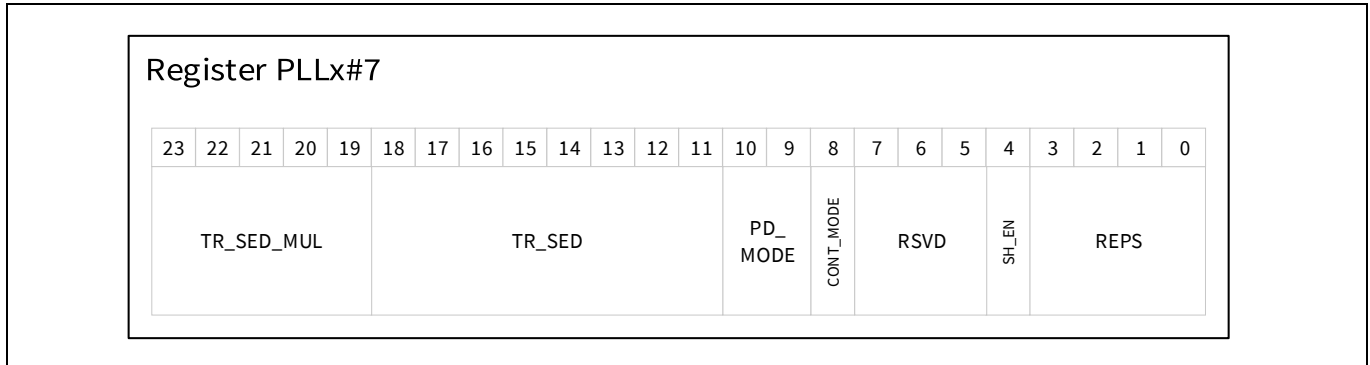 Register PLLx#7
23 22 21 20 19 18 17 16 15 14 13 12 11 10 9 8 7 6 5 4 3 2 1 0
TR_SED_MUL TR_SED PD_
MODE CONT_MODE RSVD SH_EN REPS